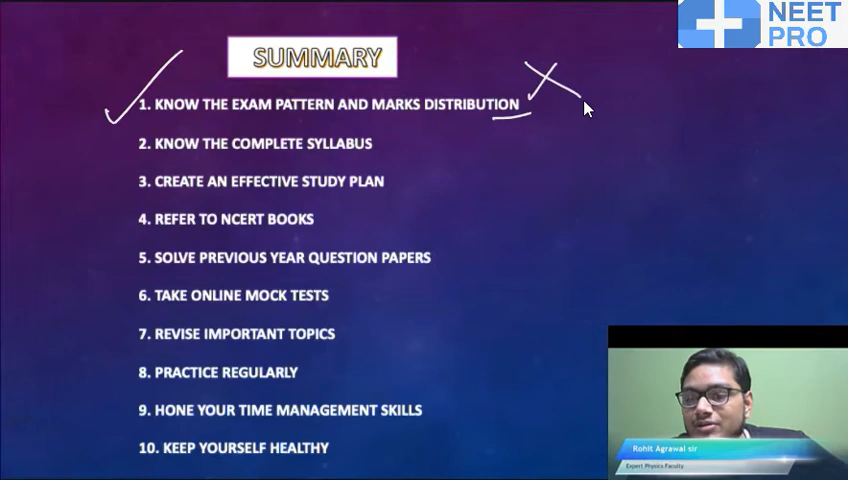 NEET
PRO
SUMMARY
1. KNOW THE EXAM PATTERN AND MARKS DISTRIBUTION
2. KNOW THE COMPLETE SYLLABUS
3. CREATE AN EFFECTIVE STUDY PLAN
4. REFER TO NCERT BOOKS
5. SOLVE PREVIOUS YEAR QUESTION PAPERS
6. TAKE ONLINE MOCK TESTS
7. REVISE IMPORTANT TOPICS
8. PRACTICE REGULARLY
9. HONE YOUR TIME MANAGEMENT SKILLS
10. KEEP YOURSELF HEALTHY
Rohit Agrawal sir
Expert Physics Faculty